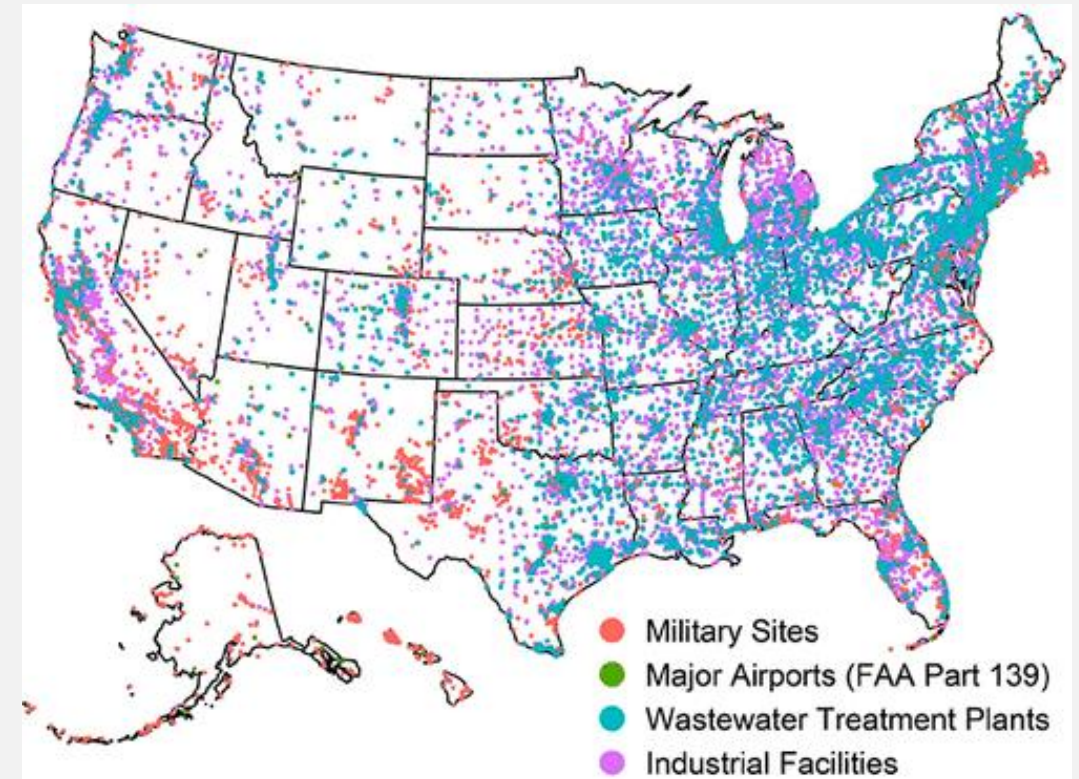 Military Sites
Major Airports (FAA Part 139)
Wastewater Treatment Plants
Industrial Facilities